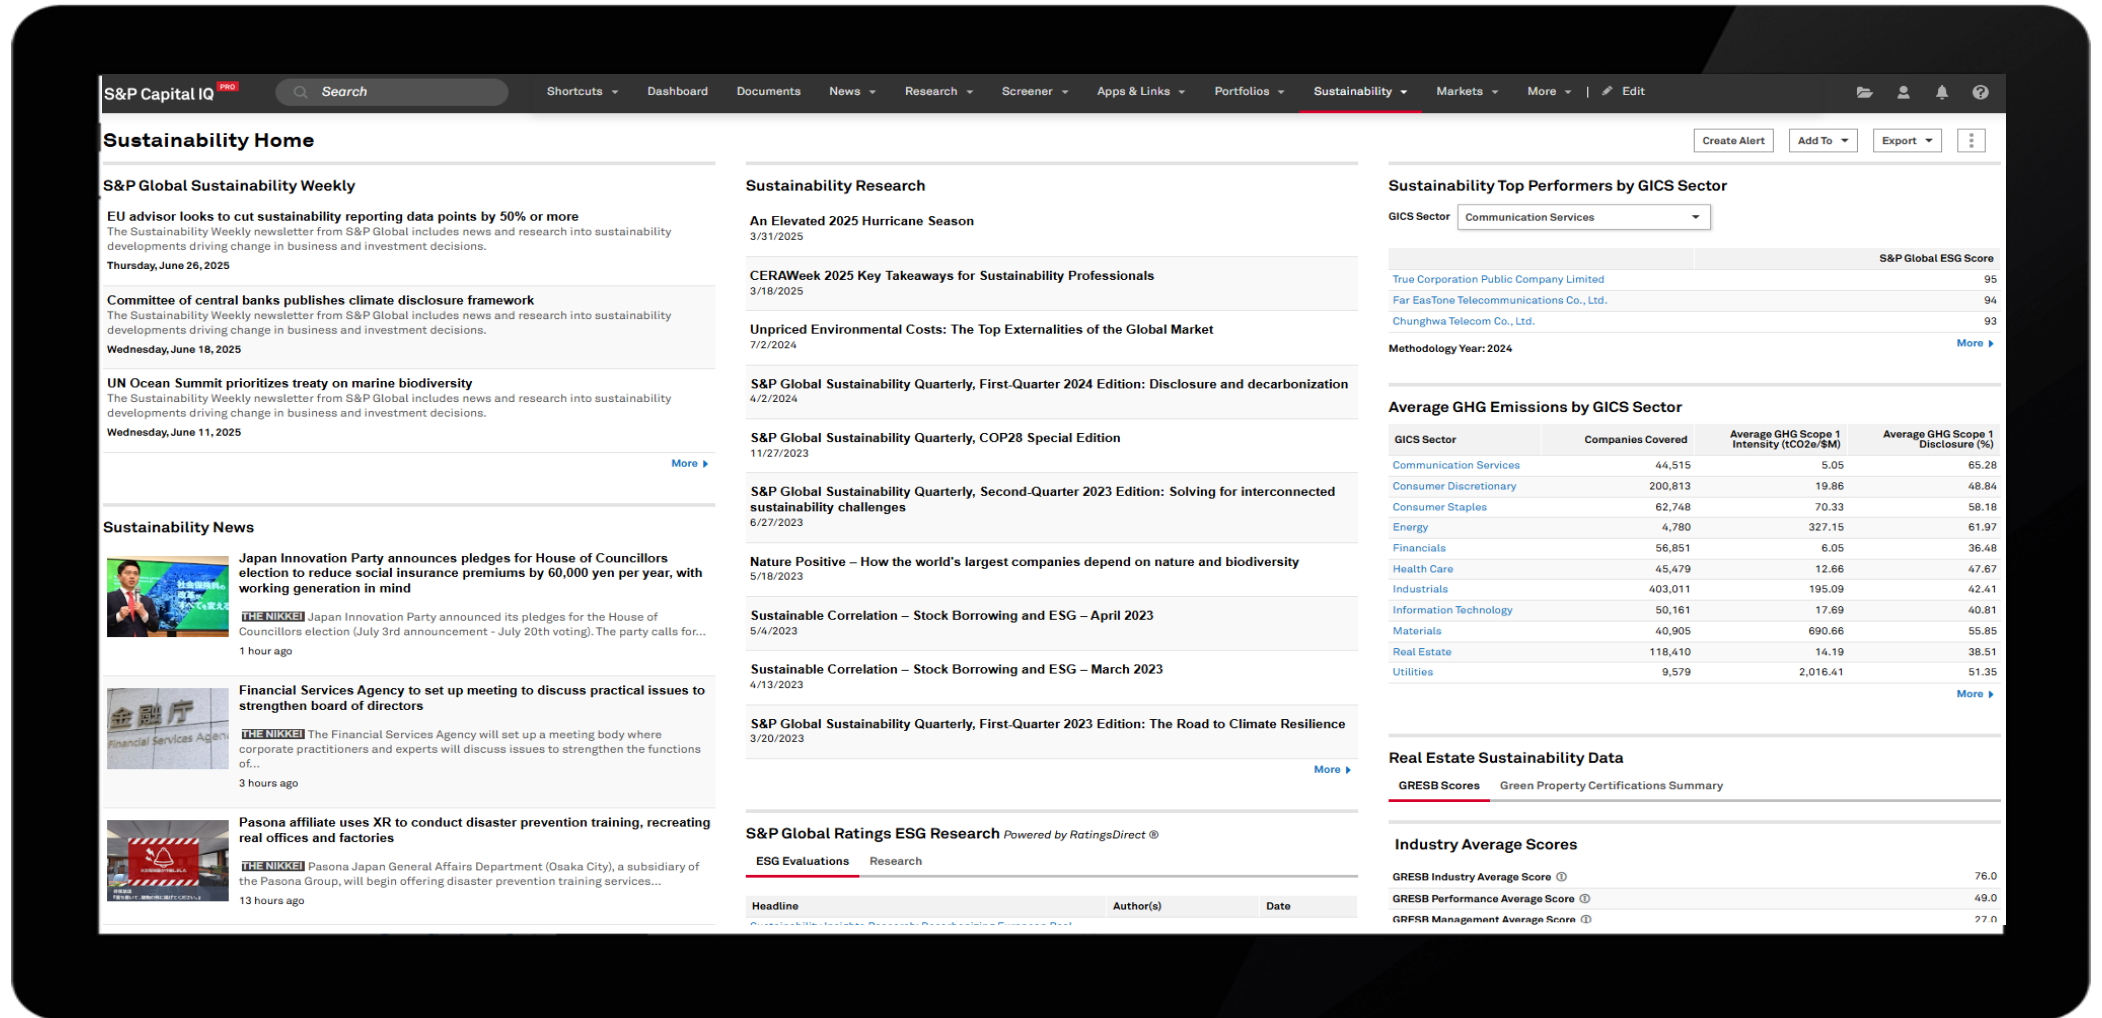 S&P Capital IQ PRO
Search
Shortcuts
Dashboard
Documents
News
Research
Screener
Apps & Links
Portfolios
Sustainability
Markets
More
Edit
Sustainability Home
Create Alert
Add To
Export
S&P Global Sustainability Weekly
EU advisor looks to cut sustainability reporting data points by 50% or more
The Sustainability Weekly newsletter from S&P Global includes news and research into sustainability
developments driving change in business and investment decisions.
Thursday, June 26, 2025
Committee of central banks publishes climate disclosure framework
The Sustainability Weekly newsletter from S&P Global includes news and research into sustainability
developments driving change in business and investment decisions.
Wednesday, June 18, 2025
UN Ocean Summit prioritizes treaty on marine biodiversity
The Sustainability Weekly newsletter from S&P Global includes news and research into sustainability
developments driving change in business and investment decisions.
Wednesday, June 11, 2025
More
Sustainability News
Japan Innovation Party announces pledges for House of Councillors
election to reduce social insurance premiums by 60,000 yen per year, with
working generation in mind
THE NIKKEI Japan Innovation Party announced its pledges for the House of
Councillors election (July 3rd announcement - July 20th voting). The party calls for...
1 hour ago
金融庁
Financial Services Agen
Financial Services Agency to set up meeting to discuss practical issues to
strengthen board of directors
THE NIKKEI The Financial Services Agency will set up a meeting body where
corporate practitioners and experts will discuss issues to strengthen the functions
of...
3 hours ago
Pasona affiliate uses XR to conduct disaster prevention training, recreating
real offices and factories
THE NIKKEI Pasona Japan General Affairs Department (Osaka City), a subsidiary of
the Pasona Group, will begin offering disaster prevention training services...
13 hours ago
Sustainability Research
An Elevated 2025 Hurricane Season
3/31/2025
CERAWeek 2025 Key Takeaways for Sustainability Professionals
3/18/2025
Unpriced Environmental Costs: The Top Externalities of the Global Market
7/2/2024
S&P Global Sustainability Quarterly, First-Quarter 2024 Edition: Disclosure and decarbonization
4/2/2024
S&P Global Sustainability Quarterly, COP28 Special Edition
11/27/2023
S&P Global Sustainability Quarterly, Second-Quarter 2023 Edition: Solving for interconnected
sustainability challenges
6/27/2023
Nature Positive – How the world's largest companies depend on nature and biodiversity
5/18/2023
Sustainable Correlation – Stock Borrowing and ESG – April 2023
5/4/2023
Sustainable Correlation – Stock Borrowing and ESG – March 2023
4/13/2023
S&P Global Sustainability Quarterly, First-Quarter 2023 Edition: The Road to Climate Resilience
3/20/2023
More
S&P Global Ratings ESG Research Powered by RatingsDirect ®
ESG Evaluations Research
Headline Author(s) Date
Sustainability Top Performers by GICS Sector
GICS Sector Communication Services
S&P Global ESG Score
True Corporation Public Company Limited 95
Far EasTone Telecommunications Co., Ltd. 94
Chunghwa Telecom Co., Ltd. 93
Methodology Year: 2024
More
Average GHG Emissions by GICS Sector
GICS Sector Companies Covered Average GHG Scope 1 Intensity (tCO2e/$M) Average GHG Scope 1 Disclosure (%)
Communication Services 44,515 5.05 65.28
Consumer Discretionary 200,813 19.86 48.84
Consumer Staples 62,748 70.33 58.18
Energy 4,780 327.15 61.97
Financials 56,851 6.05 36.48
Health Care 45,479 12.66 47.67
Industrials 403,011 195.09 42.41
Information Technology 50,161 17.69 40.81
Materials 40,905 690.66 55.85
Real Estate 118,410 14.19 38.51
Utilities 9,579 2,016.41 51.35
More
Real Estate Sustainability Data
GRESB Scores Green Property Certifications Summary
Industry Average Scores
GRESB Industry Average Score 76.0
GRESB Performance Average Score 49.0
GRESB Management Average Score 27.0